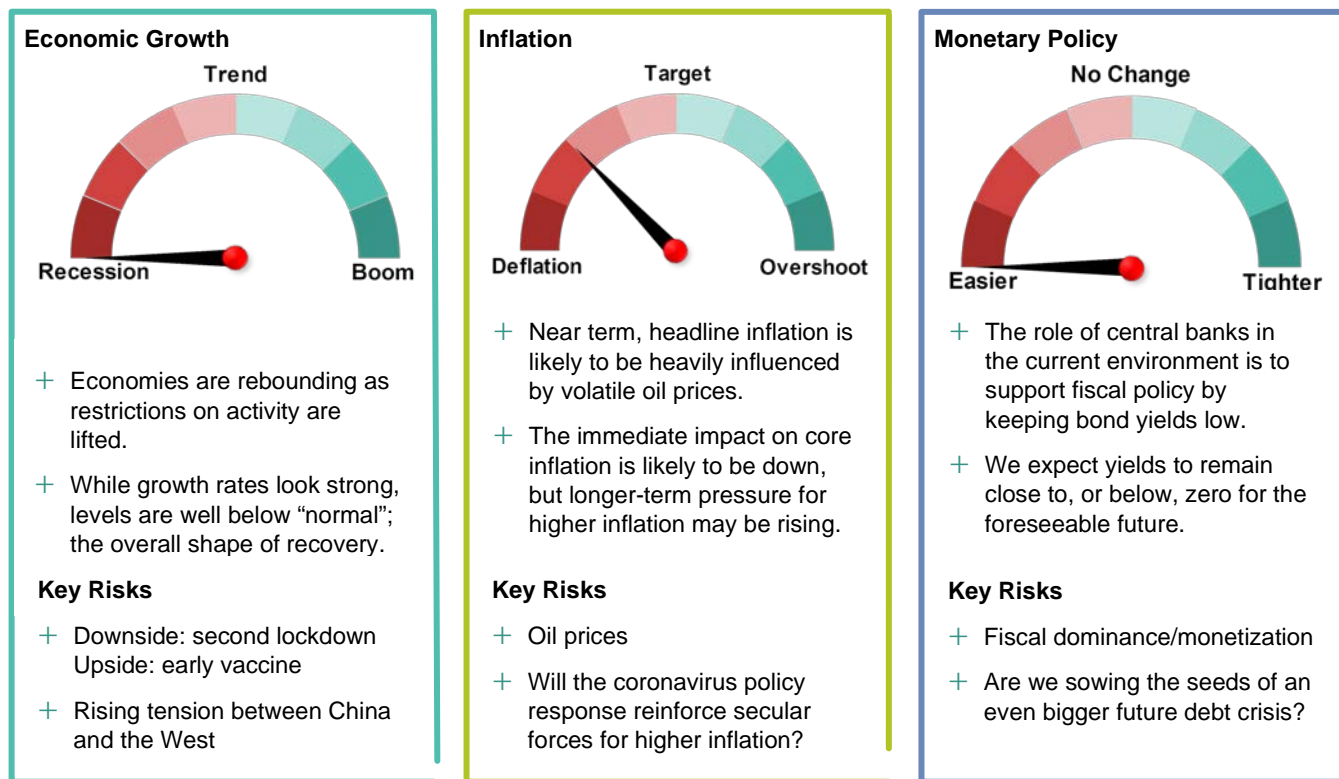 Economic Growth
Trend
Recession
Boom
+ Economies are rebounding as
restrictions on activity are
lifted.
+ While growth rates look strong,
levels are well below “normal”;
the overall shape of recovery.
Key Risks
+ Downside: second lockdown
Upside: early vaccine
+ Rising tension between China
and the West
Inflation
Target
Deflation
Overshoot
+ Near term, headline inflation is
likely to be heavily influenced
by volatile oil prices.
+ The immediate impact on core
inflation is likely to be down,
but longer-term pressure for
higher inflation may be rising.
Key Risks
+ Oil prices
+ Will the coronavirus policy
response reinforce secular
forces for higher inflation?
Monetary Policy
No Change
Easier
Tighter
+ The role of central banks in
the current environment is to
support fiscal policy by
keeping bond yields low.
+ We expect yields to remain
close to, or below, zero for the
foreseeable future.
Key Risks
+ Fiscal dominance/monetization
+ Are we sowing the seeds of an
even bigger future debt crisis?